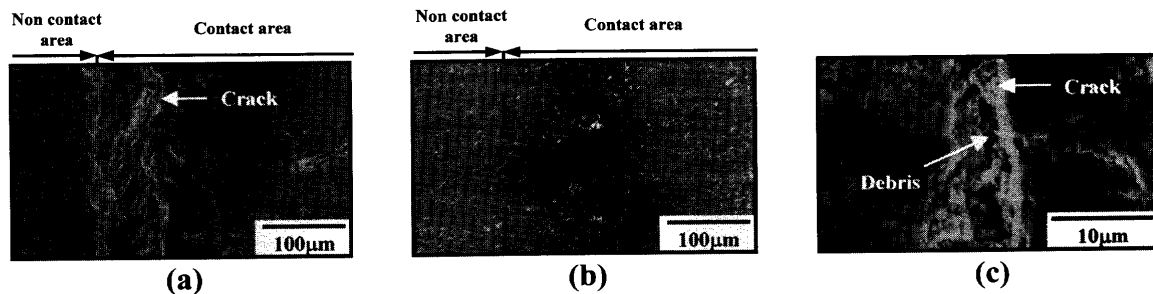 Non contact
area
Contact area
Crack
100μm
(a)
Non contact
area
Contact area
100μm
(b)
Crack
Debris
10μm
(c)